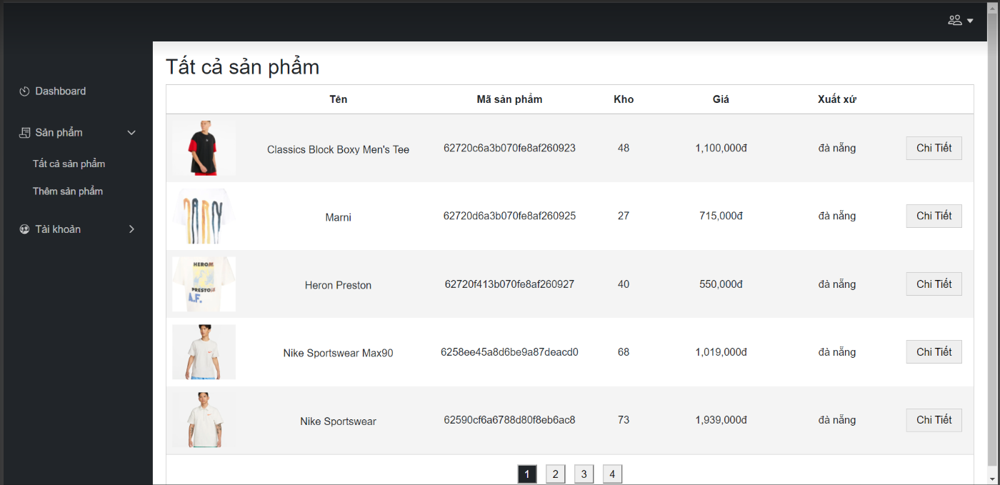 Tất cả sản phẩm
Dashboard
Sản phẩm
Tất cả sản phẩm
Thêm sản phẩm
Tài khoản
Tên Mã sản phẩm Kho Giá Xuất xứ
Classics Block Boxy Men's Tee 62720c6a3b070fe8af260923 48 1,100,000đ đà nẵng Chi Tiết
Marni 62720d6a3b070fe8af260925 27 715,000đ đà nẵng Chi Tiết
HEROM
PRESTON
A.F.
Heron Preston 62720f413b070fe8af260927 40 550,000đ đà nẵng Chi Tiết
Nike Sportswear Max90 6258ee45a8d6be9a87deacd0 68 1,019,000đ đà nẵng Chi Tiết
Nike Sportswear 62590cf6a6788d80f8eb6ac8 73 1,939,000đ đà nẵng Chi Tiết
1 2 3 4